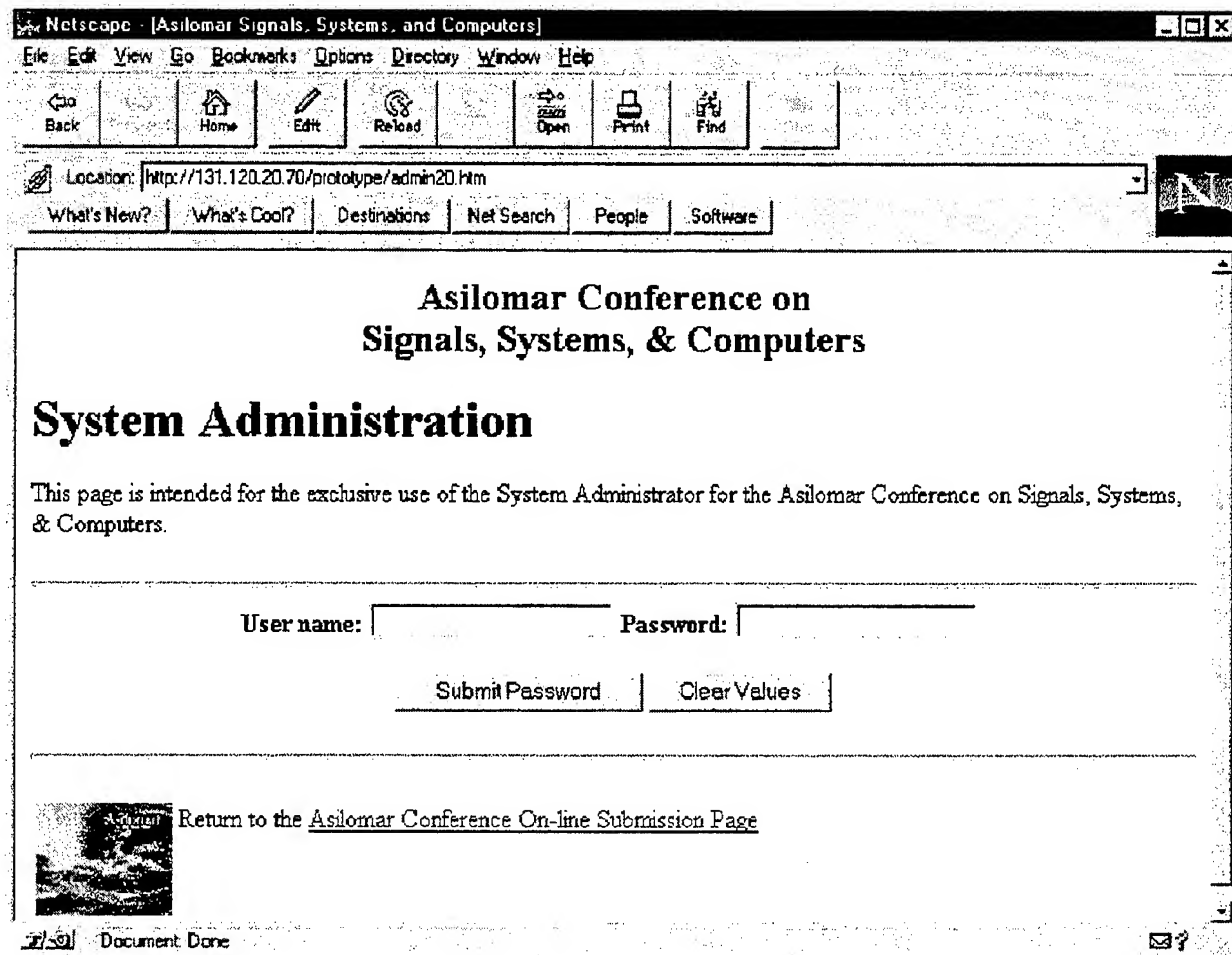 Netscape - [Asilomar Signals, Systems, and Computers]
File Edit View Go Bookmarks Options Directory Window Help
Back Home Edit Reload Open Print Find
Location: http://131.120.20.70/prototype/admin20.htm
N
What's New? What's Cool? Destinations Net Search People Software
Asilomar Conference on
Signals, Systems, & Computers
System Administration
This page is intended for the exclusive use of the System Administrator for the Asilomar Conference on Signals, Systems,
& Computers.
User name: Password:
Submit Password Clear Values
Asilomar Return to the Asilomar Conference On-line Submission Page
Document: Done